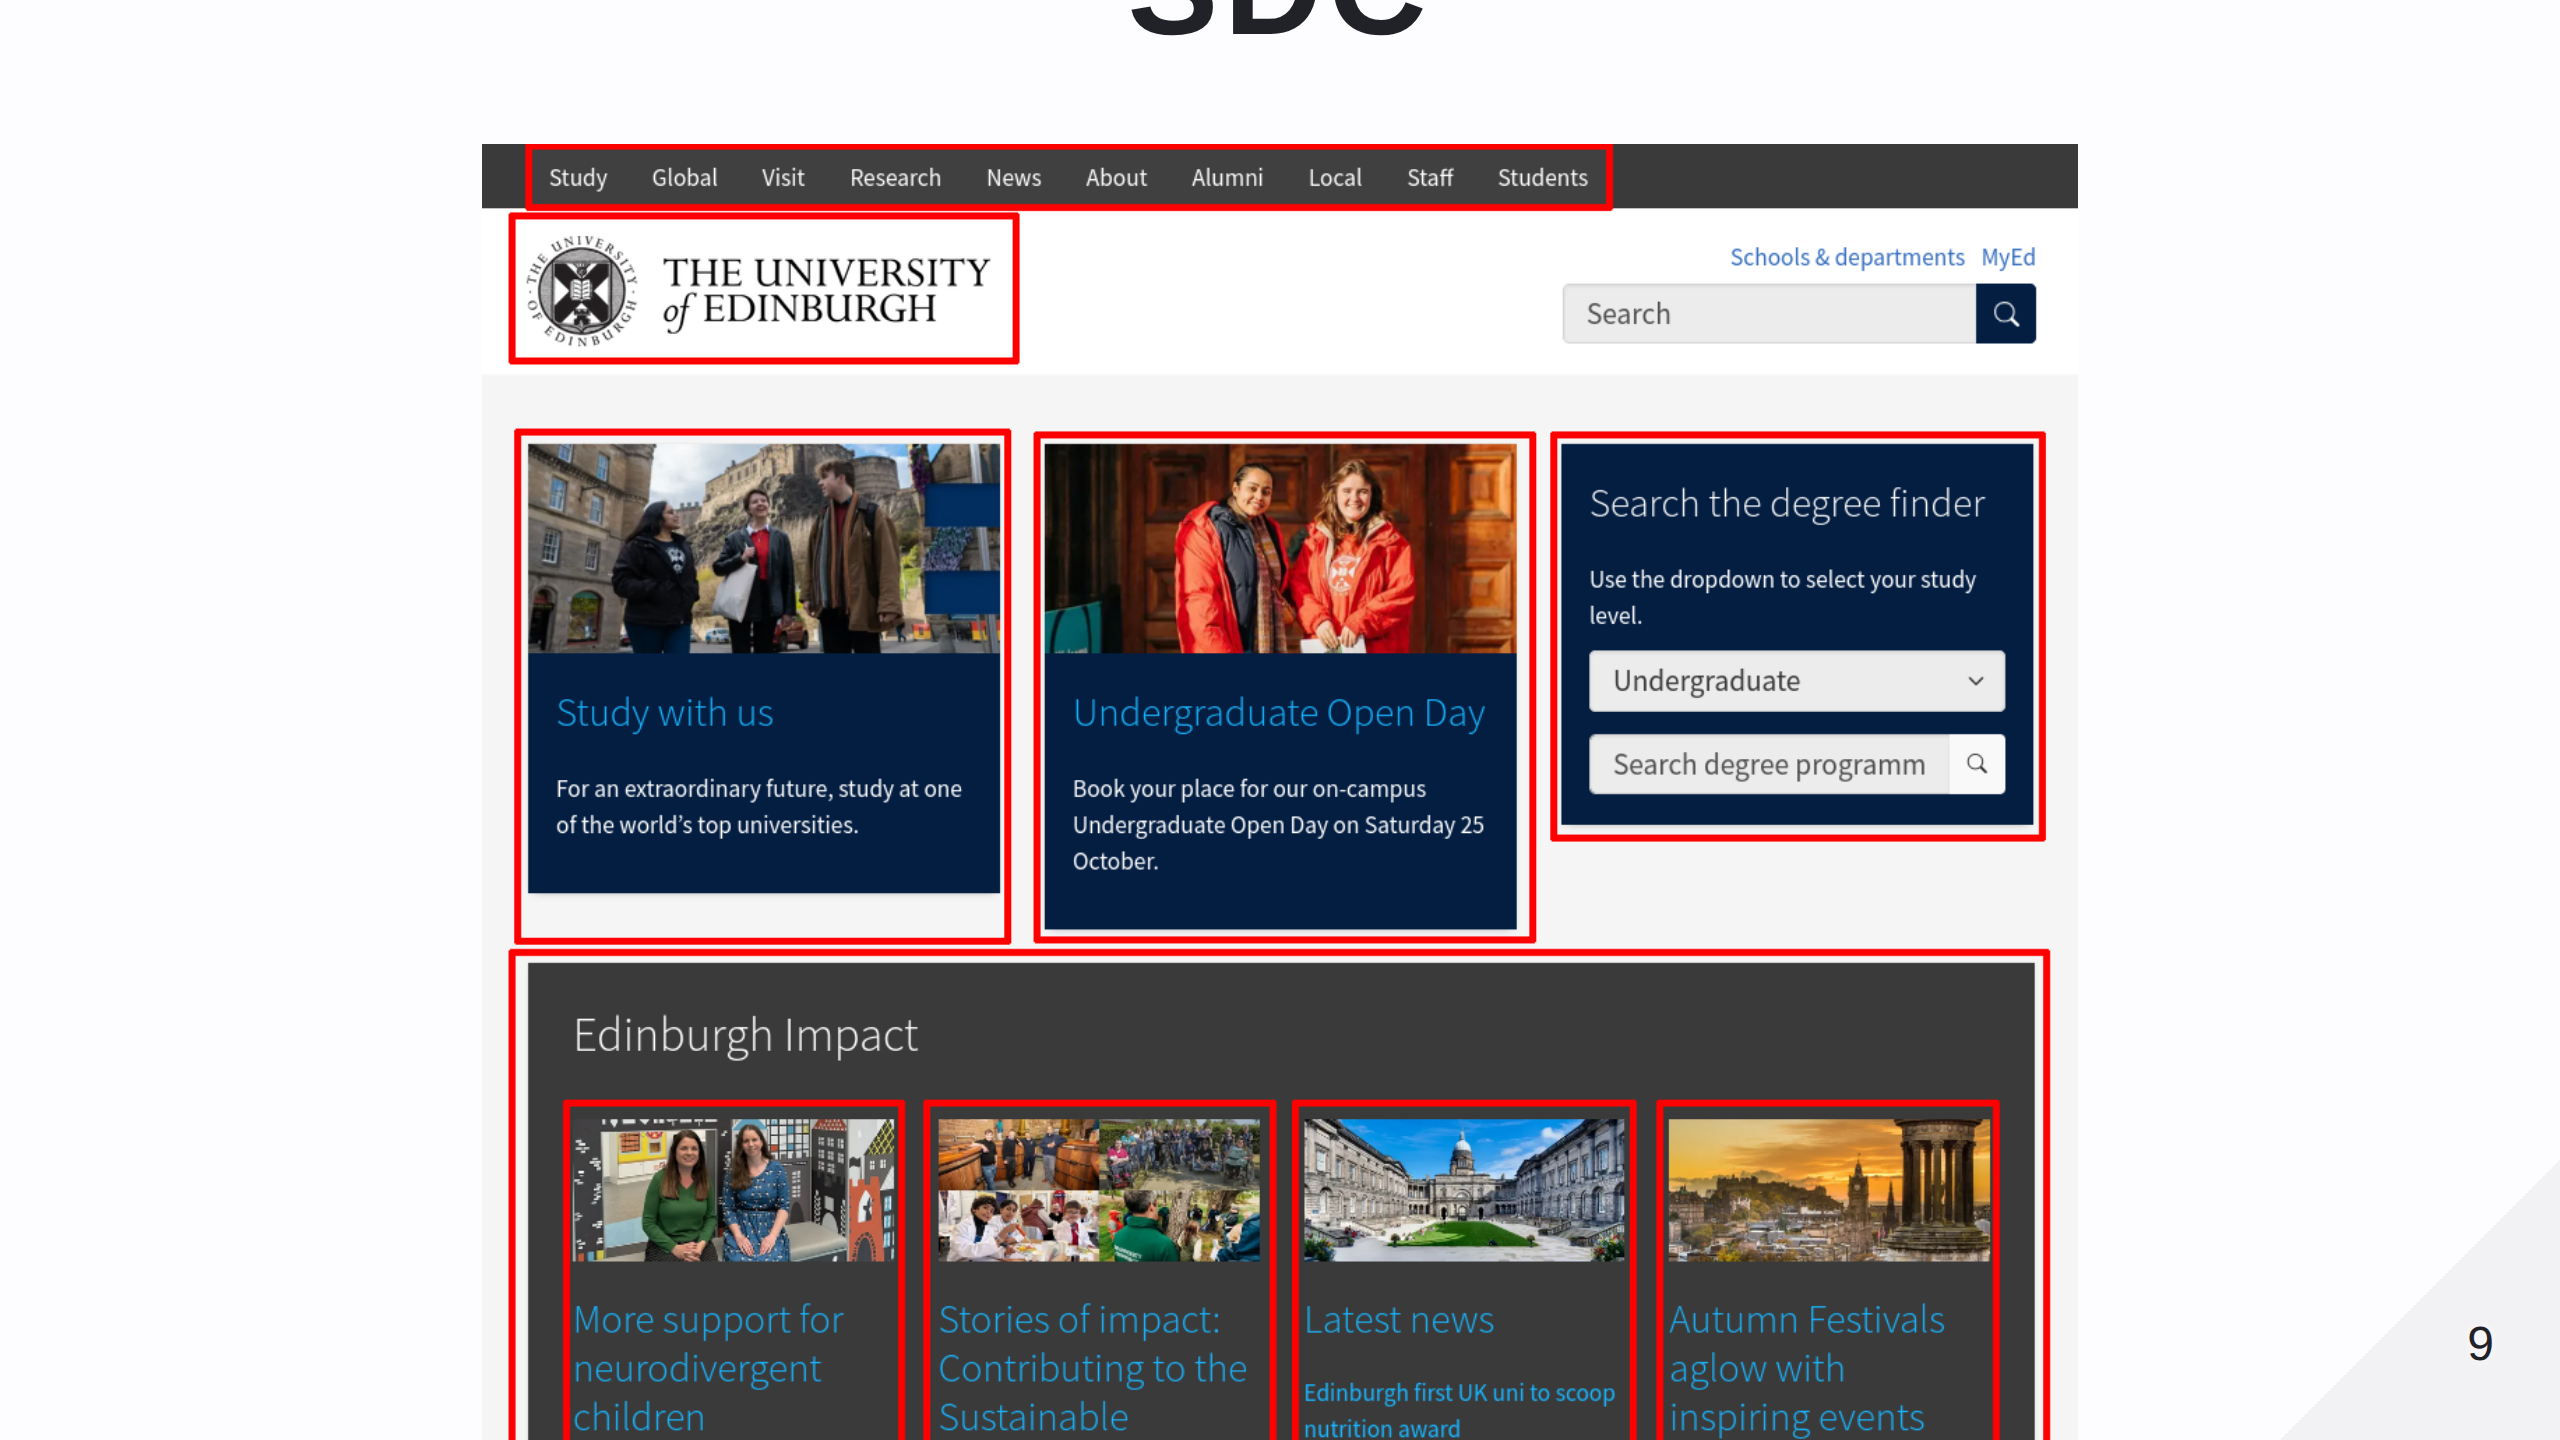 SDC
Study Global Visit Research News About Alumni Local Staff Students
THE UNIVERSITY OF EDINBURGH
THE UNIVERSITY
of EDINBURGH
Schools & departments MyEd
Search
Study with us
For an extraordinary future, study at one
of the world’s top universities.
Undergraduate Open Day
Book your place for our on-campus
Undergraduate Open Day on Saturday 25
October.
Search the degree finder
Use the dropdown to select your study
level.
Undergraduate
Search degree programm
Edinburgh Impact
More support for
neurodivergent
children
Stories of impact:
Contributing to the
Sustainable
Latest news
Edinburgh first UK uni to scoop
nutrition award
Autumn Festivals
aglow with
inspiring events
9